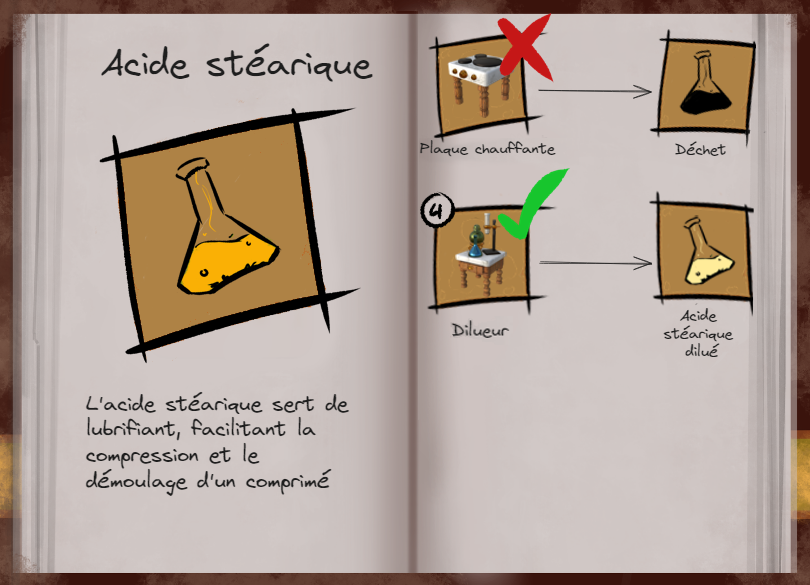 Acide stéarique
L'acide stéarique sert de
lubrifiant, facilitant la
compression et le
démoulage d'un comprimé
Plaque chauffante
Déchet
4
Dilueur
Acide
stéarique
dilué